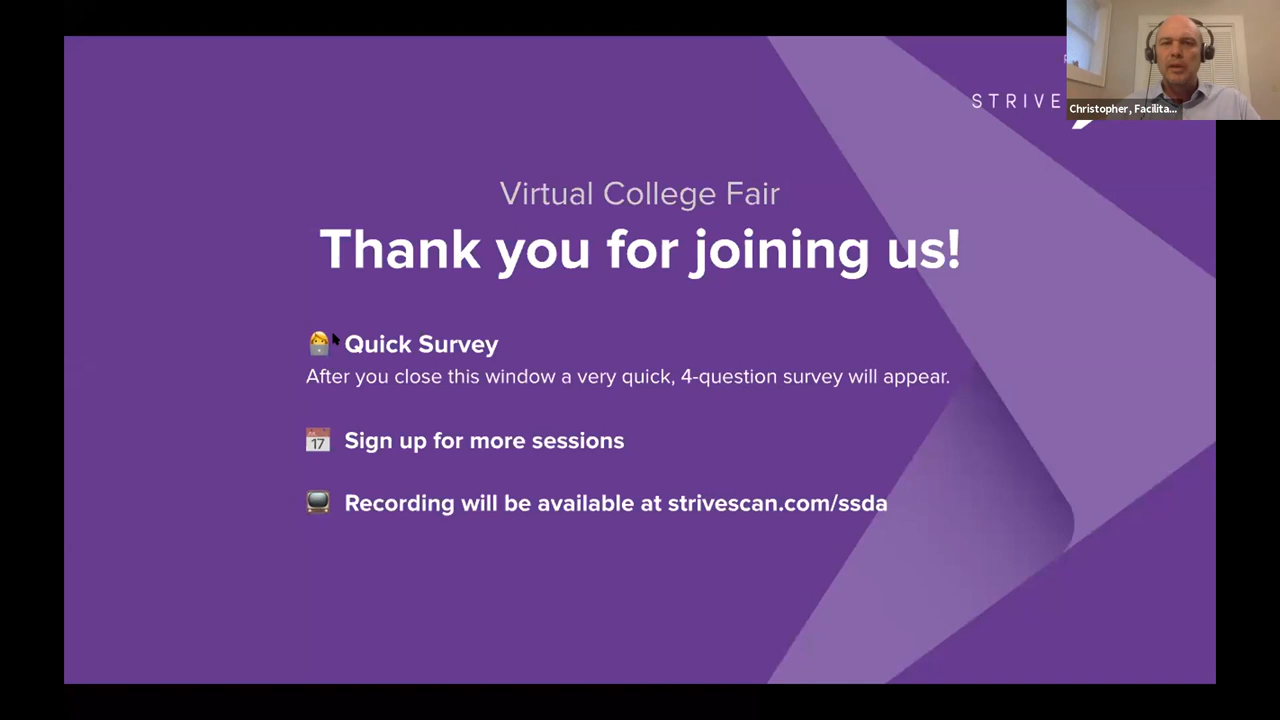 STRIVE
Christopher, Facilita...
Virtual College Fair
Thank you for joining us!
Quick Survey
After you close this window a very quick, 4-question survey will appear.
17
Sign up for more sessions
Recording will be available at strivescan.com/ssda